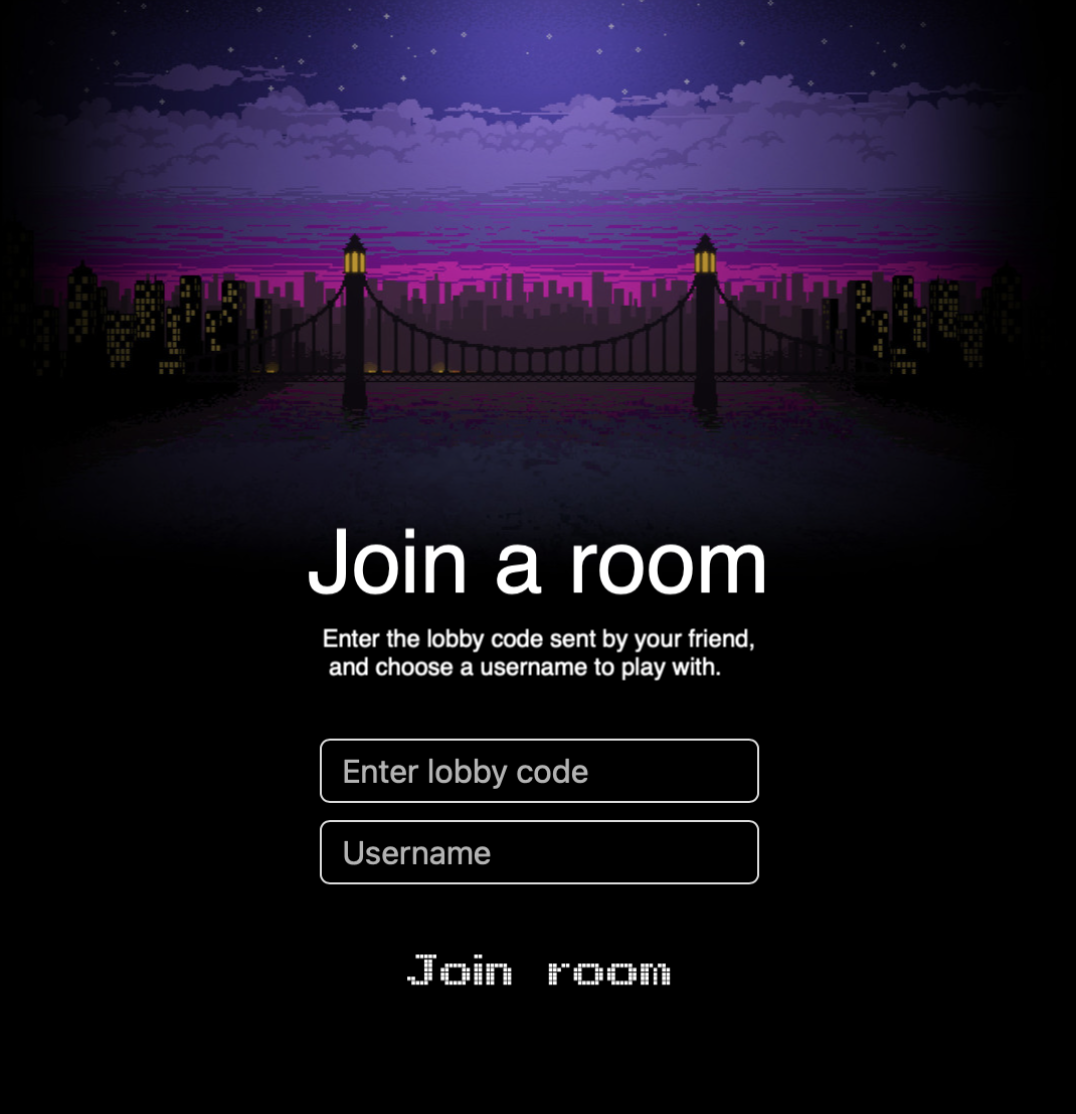 Join a room
Enter the lobby code sent by your friend,
and choose a username to play with.
Enter lobby code
Username
Join room